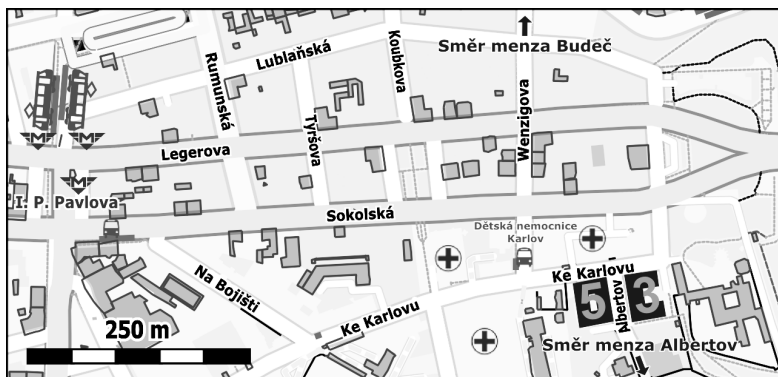 Lublaňská
Koubkova
Směr menza Budeč
Rumunská
Tyršova
Wenzigova
M
M
Legerova
M
I. P. Pavlova
Sokolská
Dětská nemocnice
Karlov
Na Bojišti
Ke Karlovu
Ke Karlovu
5
3
Albertov
250 m
Směr menza Albertov